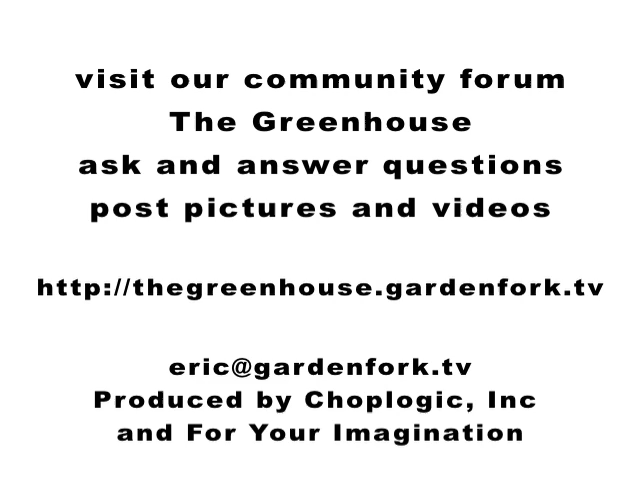 visit our community forum
The Greenhouse
ask and answer questions
post pictures and videos
http://thegreenhouse.gardenfork.tv
eric@gardenfork.tv
Produced by Choplogic, Inc
and For Your Imagination